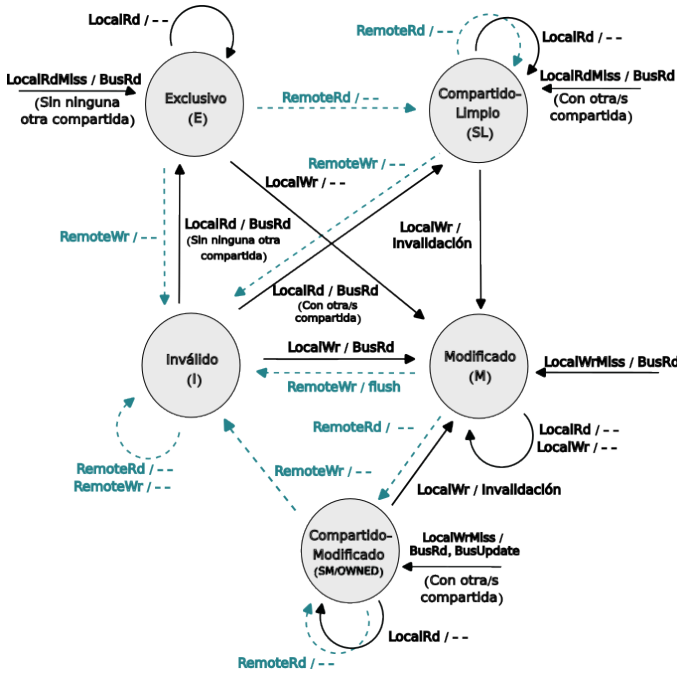 LocalRd / --
RemoteRd / --
LocalRd / --
LocalRdMiss / BusRd
(Sin ninguna
otra compartida)
Exclusivo
(E)
RemoteRd / --
Compartido-
Limpio
(SL)
LocalRdMiss / BusRd
(Con otra/s
compartida)
RemoteWr / --
LocalWr / --
RemoteWr / --
LocalRd / BusRd
(Sin ninguna otra
compartida)
LocalWr /
Invalidación
LocalRd / BusRd
(Con otra/s
compartida)
Inválido
(I)
LocalWr / BusRd
RemoteWr / flush
Modificado
(M)
LocalWrMiss / BusRd
RemoteRd / --
LocalRd / --
LocalWr / --
RemoteRd / --
RemoteWr / --
RemoteWr / --
LocalWr / Invalidación
Compartido-
Modificado
(SM/OWNED)
LocalWrMiss /
BusRd, BusUpdate
(Con otra/s
compartida)
LocalRd / --
RemoteRd / --